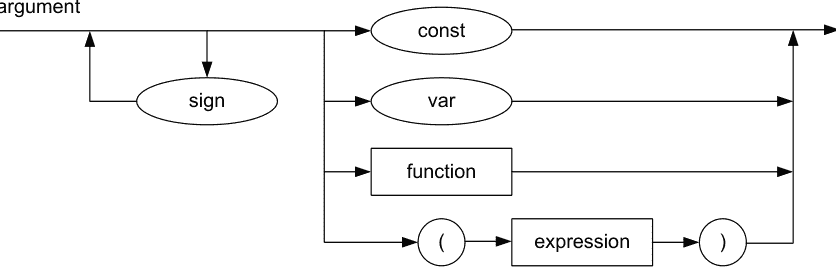 argument
const
sign
var
function
( expression )